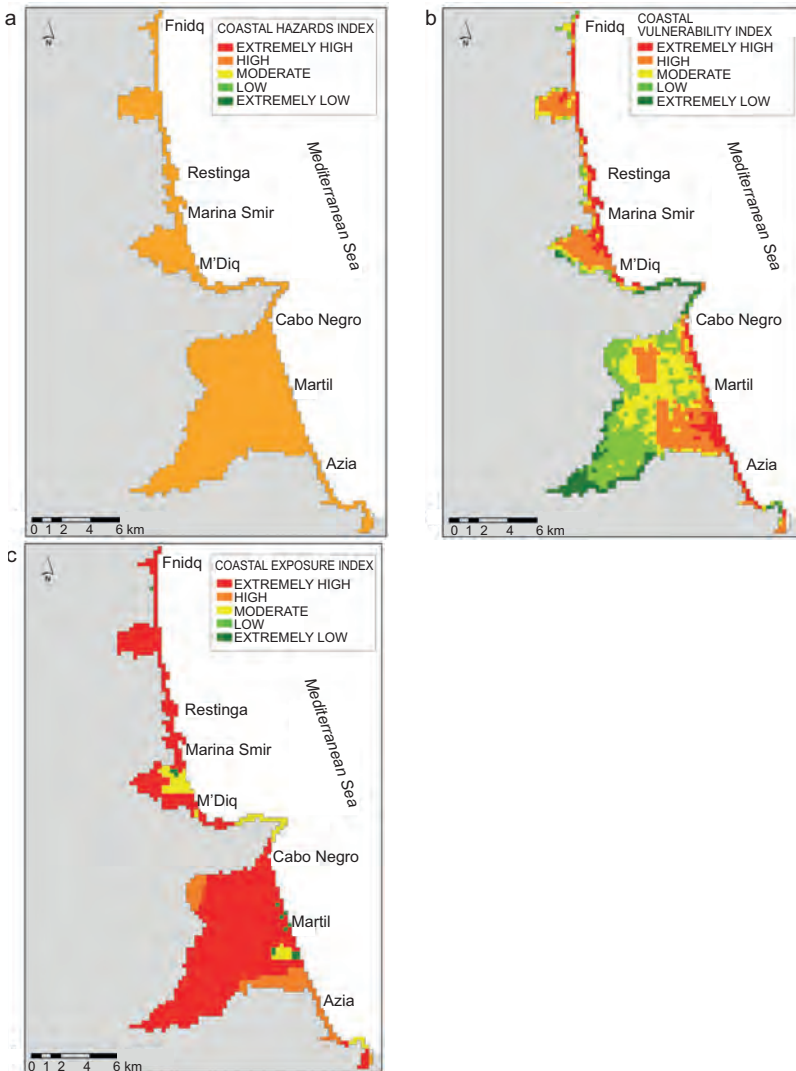 a
N
Fnidq
COASTAL HAZARDS INDEX
EXTREMELY HIGH
HIGH
MODERATE
LOW
EXTREMELY LOW
Restinga
Marina Smir
Mediterranean Sea
M'Diq
Cabo Negro
Martil
Azia
0 1 2 4 6 km
b
N
Fnidq
COASTAL
VULNERABILITY INDEX
EXTREMELY HIGH
HIGH
MODERATE
LOW
EXTREMELY LOW
Restinga
Marina Smir
Mediterranean Sea
M'Diq
Cabo Negro
Martil
Azia
0 1 2 4 6 km
c
N
Fnidq
COASTAL EXPOSURE INDEX
EXTREMELY HIGH
HIGH
MODERATE
LOW
EXTREMELY LOW
Restinga
Marina Smir
Mediterranean Sea
M'Diq
Cabo Negro
Martil
Azia
0 1 2 4 6 km